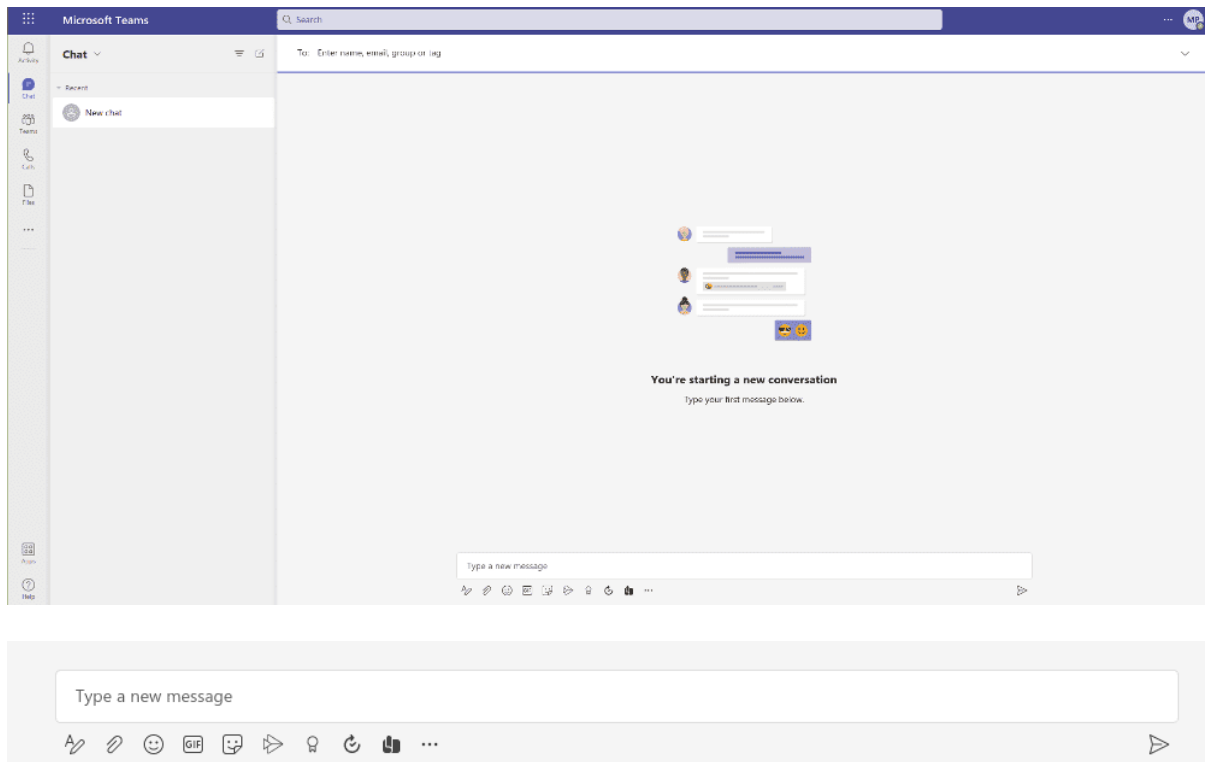 Microsoft Teams
Search
MP
Activity
Chat
Recent
Chat
New chat
Teams
Calls
Files
To: Enter name, email, group or tag
You're starting a new conversation
Type your first message below.
Apps
Type a new message
Help
GIF
Type a new message
GIF